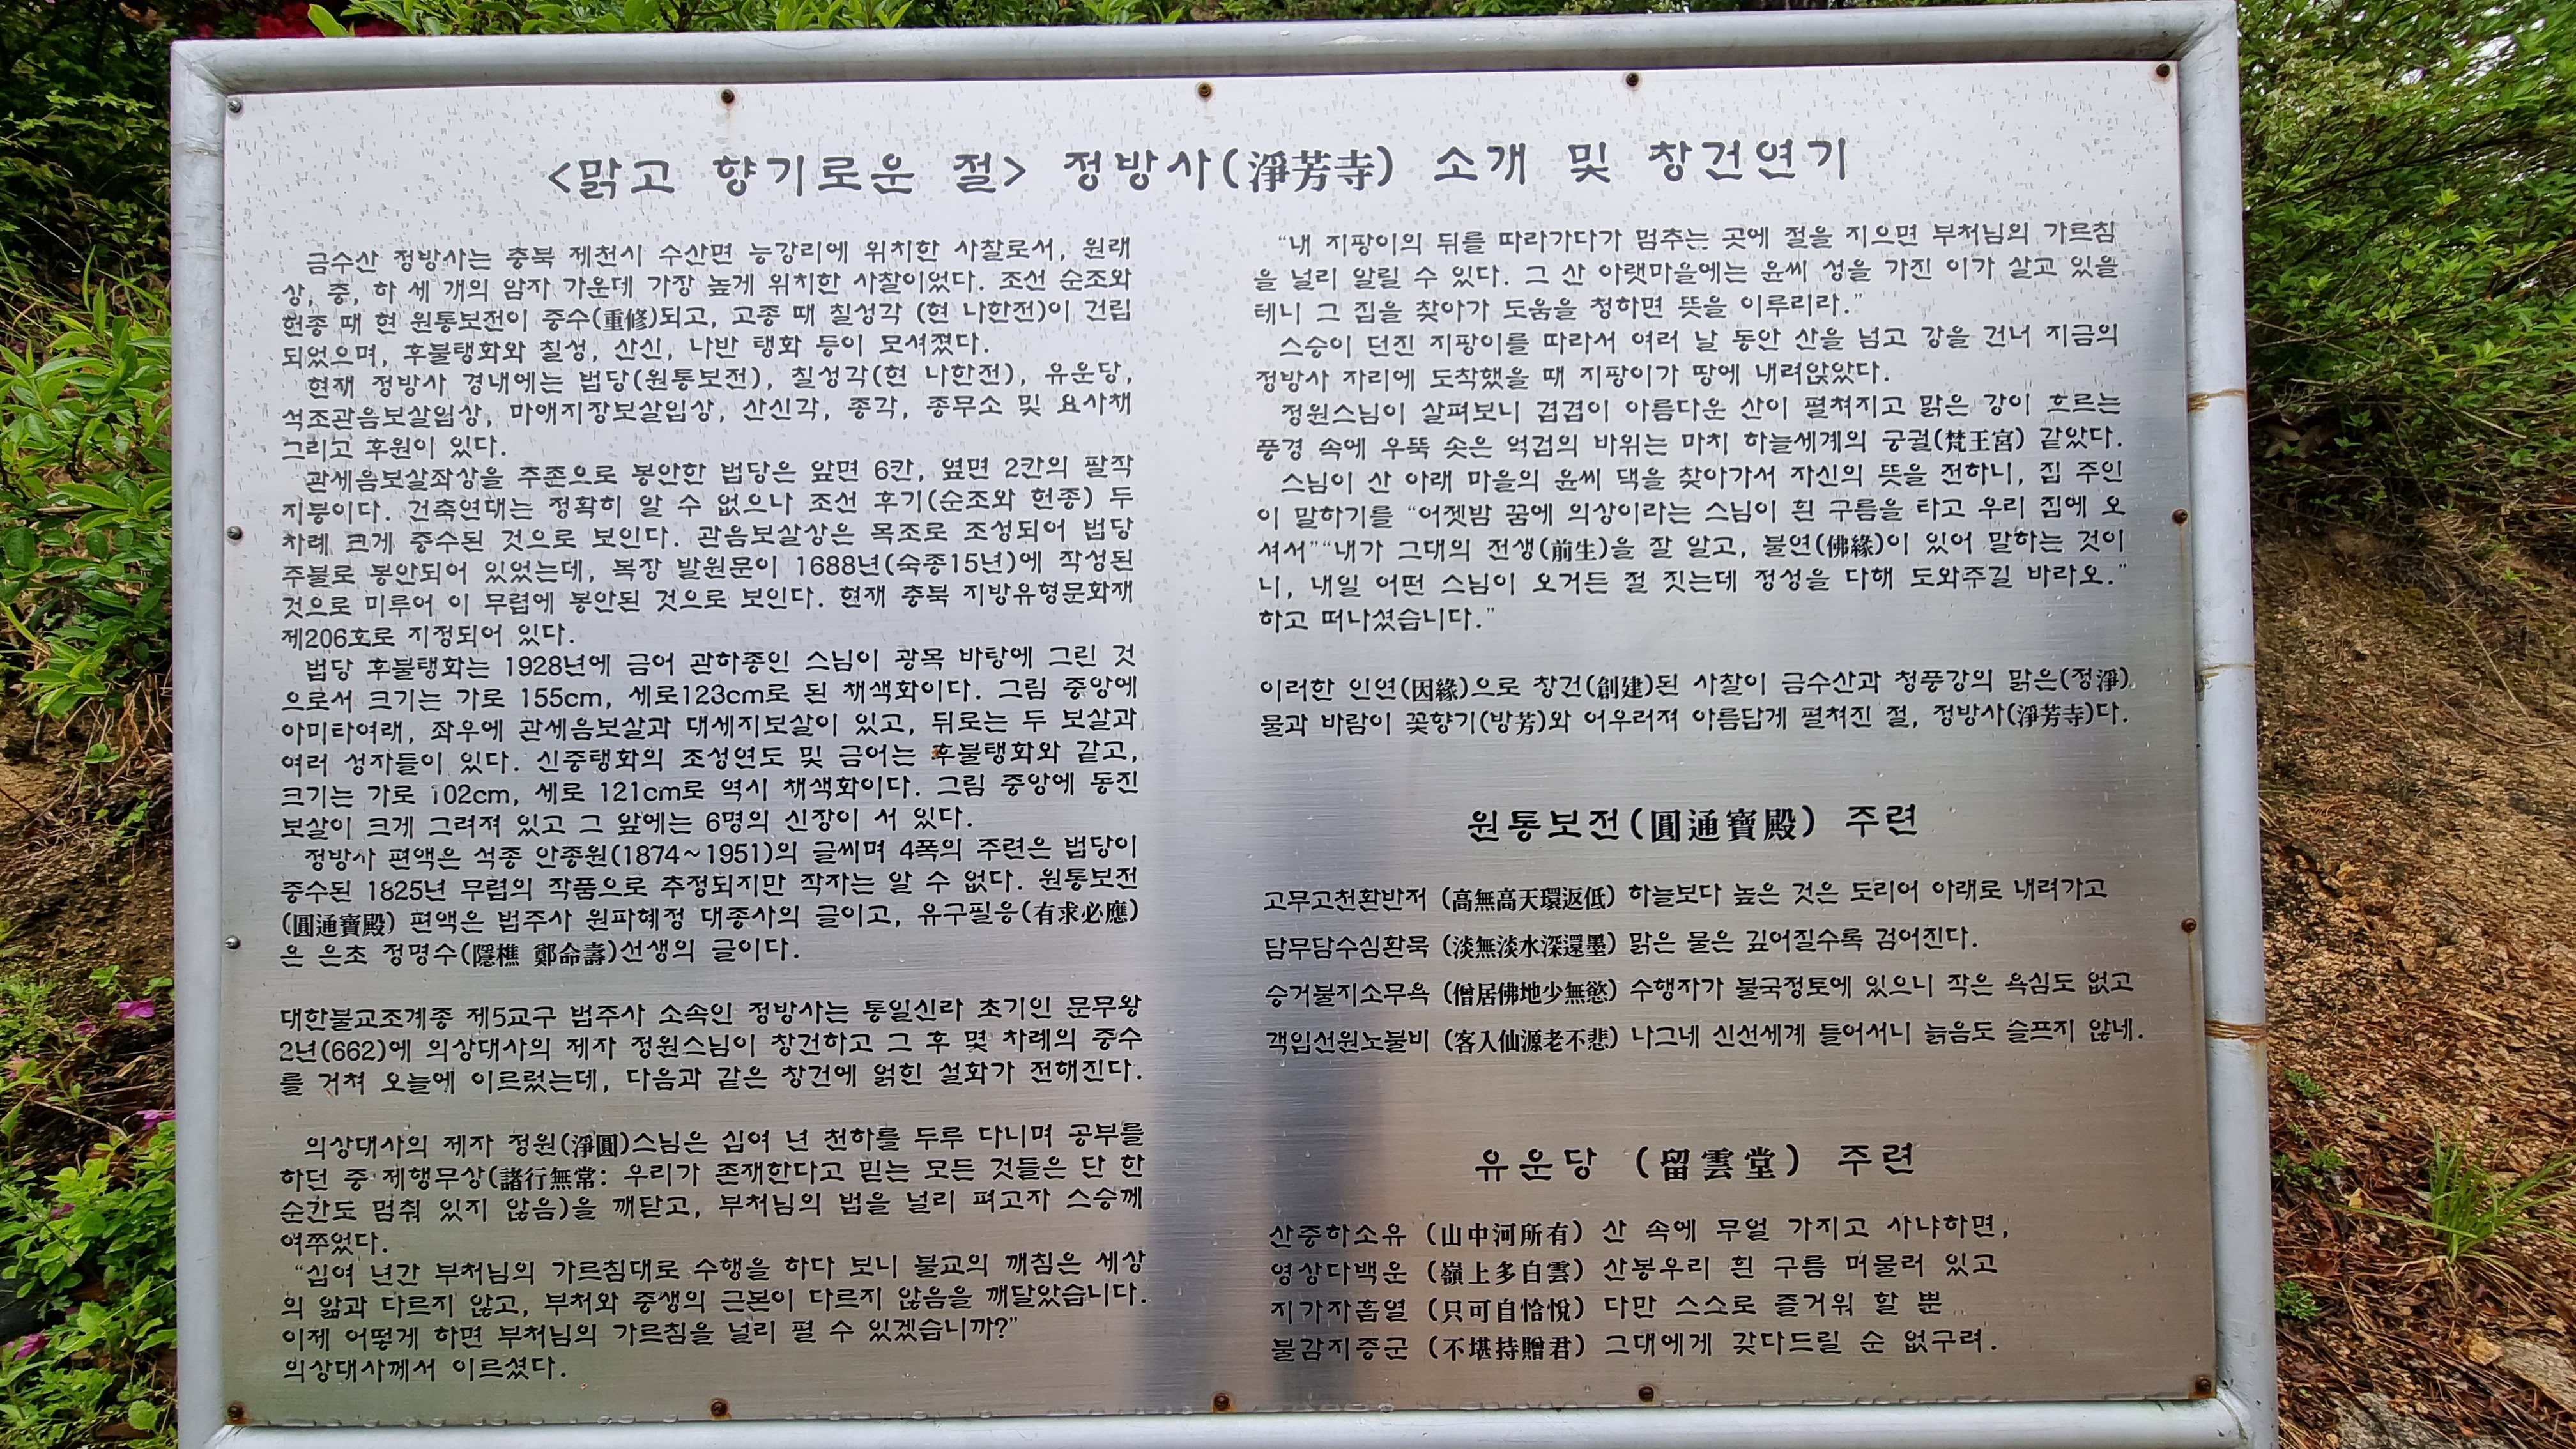 <맑고 향기로운 절> 정방사(淨芳寺) 소개 및 창건연기
금수산 정방사는 충북 제천시 수산면 능강리에 위치한 사찰로서, 원래
상, 중, 하 세 개의 암자 가운데 가장 높게 위치한 사찰이었다. 조선 순조와
헌종 때 현 원통보전이 중수(重修)되고, 고종 때 칠성각 (현 나한전)이 건립
되었으며, 후불탱화와 칠성, 산신, 나반 탱화 등이 모셔졌다.
현재 정방사 경내에는 법당(원통보전), 칠성각(현 나한전), 유운당,
석조관음보살입상, 마애지장보살입상, 산신각, 종각, 종무소 및 요사채
그리고 후원이 있다.
관세음보살좌상을 주존으로 봉안한 법당은 앞면 6칸, 옆면 2칸의 팔작
지붕이다. 건축연대는 정확히 알 수 없으나 조선 후기(순조와 헌종) 두
차례 크게 중수된 것으로 보인다. 관음보살상은 목조로 조성되어 법당
주불로 봉안되어 있었는데, 복장 발원문이 1688년(숙종15년)에 작성된
것으로 미루어 이 무렵에 봉안된 것으로 보인다. 현재 충북 지방유형문화재
제206호로 지정되어 있다.
법당 후불탱화는 1928년에 금어 관하종인 스님이 광목 바탕에 그린 것
으로서 크기는 가로 155cm, 세로123cm로 된 채색화이다. 그림 중앙에
아미타여래, 좌우에 관세음보살과 대세지보살이 있고, 뒤로는 두 보살과
여러 성자들이 있다. 신중탱화의 조성연도 및 금어는 후불탱화와 같고,
크기는 가로 102cm, 세로 121cm로 역시 채색화이다. 그림 중앙에 동진
보살이 크게 그려져 있고 그 앞에는 6명의 신장이 서 있다.
정방사 편액은 석종 안종원(1874~1951)의 글씨며 4폭의 주련은 법당이
중수된 1825년 무렵의 작품으로 추정되지만 작자는 알 수 없다. 원통보전
(圓通寶殿) 편액은 법주사 원파혜정 대종사의 글이고, 유구필응(有求必應)
은 은초 정명수(隱樵 鄭命壽)선생의 글이다.
대한불교조계종 제5교구 법주사 소속인 정방사는 통일신라 초기인 문무왕
2년(662)에 의상대사의 제자 정원스님이 창건하고 그 후 몇 차례의 중수
를 거쳐 오늘에 이르렀는데, 다음과 같은 창건에 얽힌 설화가 전해진다.
의상대사의 제자 정원(淨圓)스님은 십여 년 천하를 두루 다니며 공부를
하던 중 제행무상(諸行無常: 우리가 존재한다고 믿는 모든 것들은 단 한
순간도 멈춰 있지 않음)을 깨닫고, 부처님의 법을 널리 펴고자 스승께
여쭈었다.
“십여 년간 부처님의 가르침대로 수행을 하다 보니 불교의 깨침은 세상
의 앎과 다르지 않고, 부처와 중생의 근본이 다르지 않음을 깨달았습니다.
이제 어떻게 하면 부처님의 가르침을 널리 펼 수 있겠습니까?”
의상대사께서 이르셨다.
“내 지팡이의 뒤를 따라가다가 멈추는 곳에 절을 지으면 부처님의 가르침
을 널리 알릴 수 있다. 그 산 아랫마을에는 윤씨 성을 가진 이가 살고 있을
테니 그 집을 찾아가 도움을 청하면 뜻을 이루리라.”
스승이 던진 지팡이를 따라서 여러 날 동안 산을 넘고 강을 건너 지금의
정방사 자리에 도착했을 때 지팡이가 땅에 내려앉았다.
정원스님이 살펴보니 겹겹이 아름다운 산이 펼쳐지고 맑은 강이 흐르는
풍경 속에 우뚝 솟은 억겁의 바위는 마치 하늘세계의 궁궐(梵王宮) 같았다.
스님이 산 아래 마을의 윤씨 댁을 찾아가서 자신의 뜻을 전하니, 집 주인
이 말하기를 “어젯밤 꿈에 의상이라는 스님이 흰 구름을 타고 우리 집에 오
셔서”“내가 그대의 전생(前生)을 잘 알고, 불연(佛緣)이 있어 말하는 것이
니, 내일 어떤 스님이 오거든 절 짓는데 정성을 다해 도와주길 바라오.”
하고 떠나셨습니다.”
이러한 인연(因緣)으로 창건(創建)된 사찰이 금수산과 청풍강의 맑은(정淨)
물과 바람이 꽃향기(방芳)와 어우러져 아름답게 펼쳐진 절, 정방사(淨芳寺)다.
원통보전(圓通寶殿) 주련
고무고천환반저 (高無高天環返低) 하늘보다 높은 것은 도리어 아래로 내려가고
담무담수심환묵 (淡無淡水深還墨) 맑은 물은 깊어질수록 검어진다.
승거불지소무욕 (僧居佛地少無慾) 수행자가 불국정토에 있으니 작은 욕심도 없고
객입선원노불비 (客入仙源老不悲) 나그네 신선세계 들어서니 늙음도 슬프지 않네.
유운당 (留雲堂) 주련
산중하소유 (山中河所有) 산 속에 무얼 가지고 사냐하면,
영상다백운 (嶺上多白雲) 산봉우리 흰 구름 머물러 있고
지가자흡열 (只可自恰悅) 다만 스스로 즐거워 할 뿐
불감지증군 (不堪持贈君) 그대에게 갖다드릴 순 없구려.